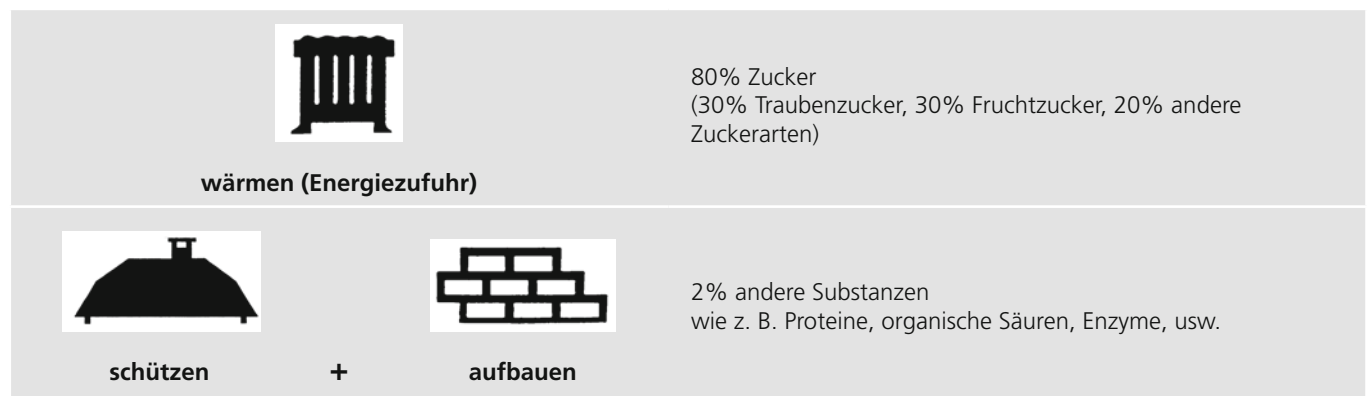 80% Zucker
(30% Traubenzucker, 30% Fruchtzucker, 20% andere
Zuckerarten)
wärmen (Energiezufuhr)
2% andere Substanzen
wie z. B. Proteine, organische Säuren, Enzyme, usw.
schützen + aufbauen